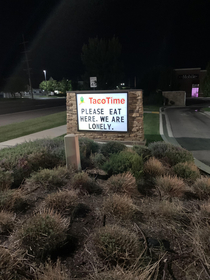 TacoTime
PLEASE EAT
HERE. WE ARE
LONELY.